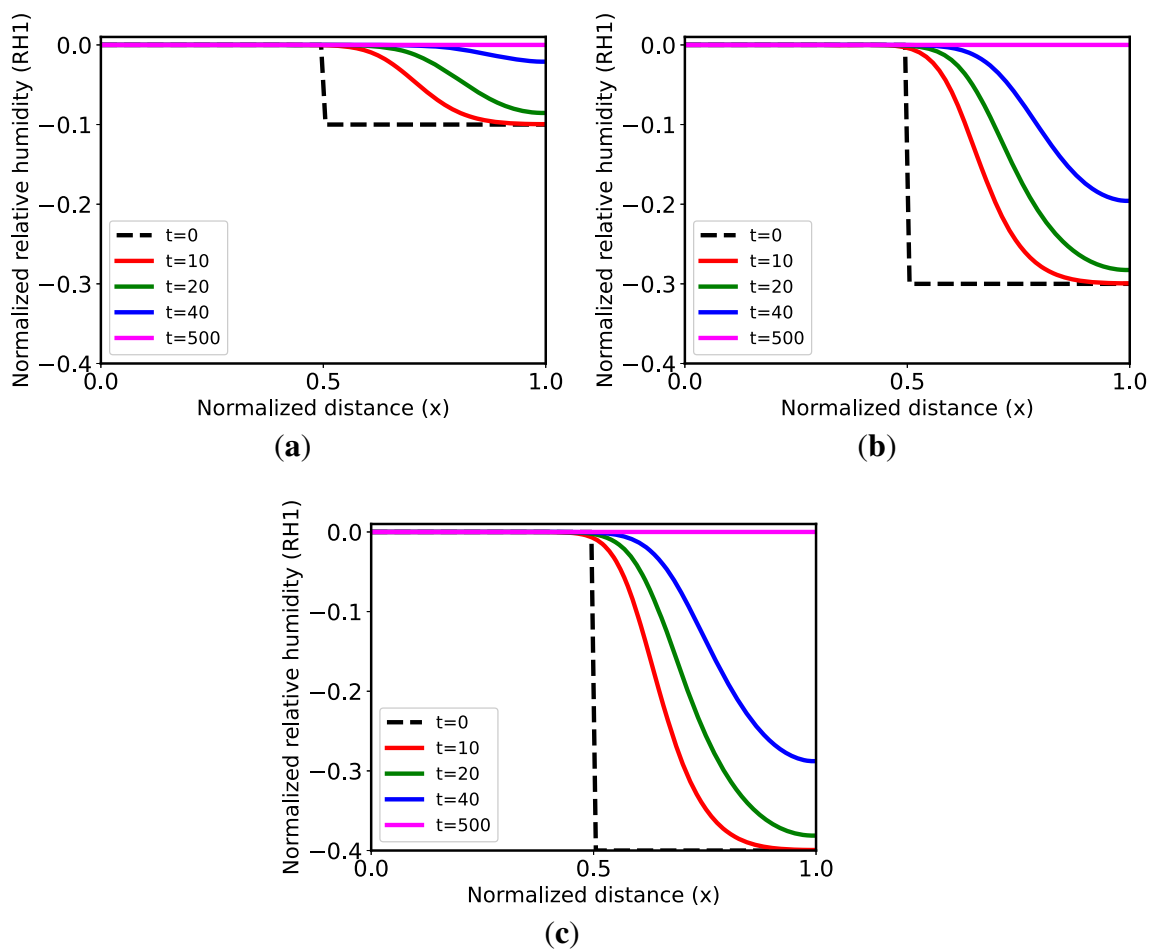 Normalized relative humidity (RH1)
0.0
−0.1
−0.2
−0.3
−0.4
t=0
t=10
t=20
t=40
t=500
0.0
0.5
1.0
Normalized distance (x)
(a)
Normalized relative humidity (RH1)
0.0
−0.1
−0.2
−0.3
−0.4
t=0
t=10
t=20
t=40
t=500
0.0
0.5
1.0
Normalized distance (x)
(b)
Normalized relative humidity (RH1)
0.0
−0.1
−0.2
−0.3
−0.4
t=0
t=10
t=20
t=40
t=500
0.0
0.5
1.0
Normalized distance (x)
(c)